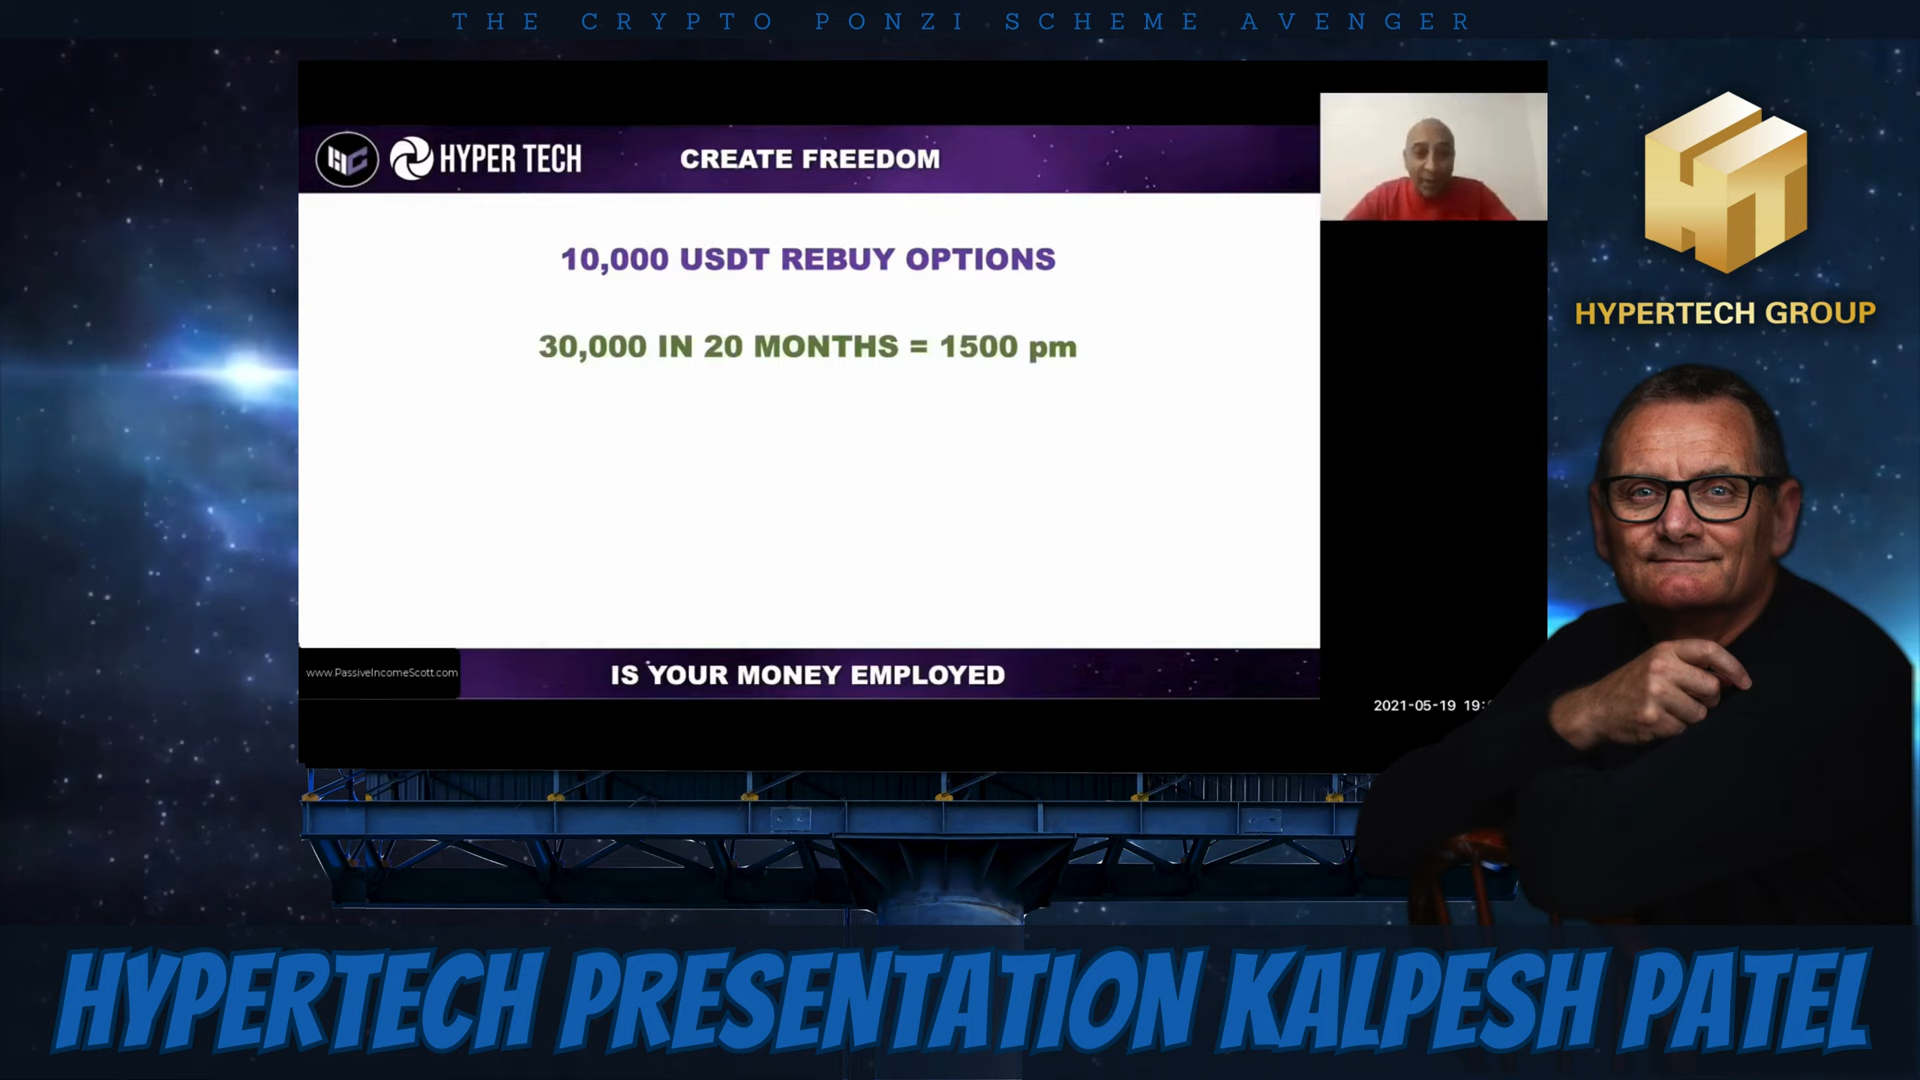 THE CRYPTO PONZI SCHEME AVENGER
HC
HYPER TECH
CREATE FREEDOM
10,000 USDT REBUY OPTIONS
30,000 IN 20 MONTHS = 1500 pm
www.PassiveIncomeScott.com
IS YOUR MONEY EMPLOYED
2021-05-19 19:
HT
HYPERTECH GROUP
HYPERTECH PRESENTATION KALPESH PATEL